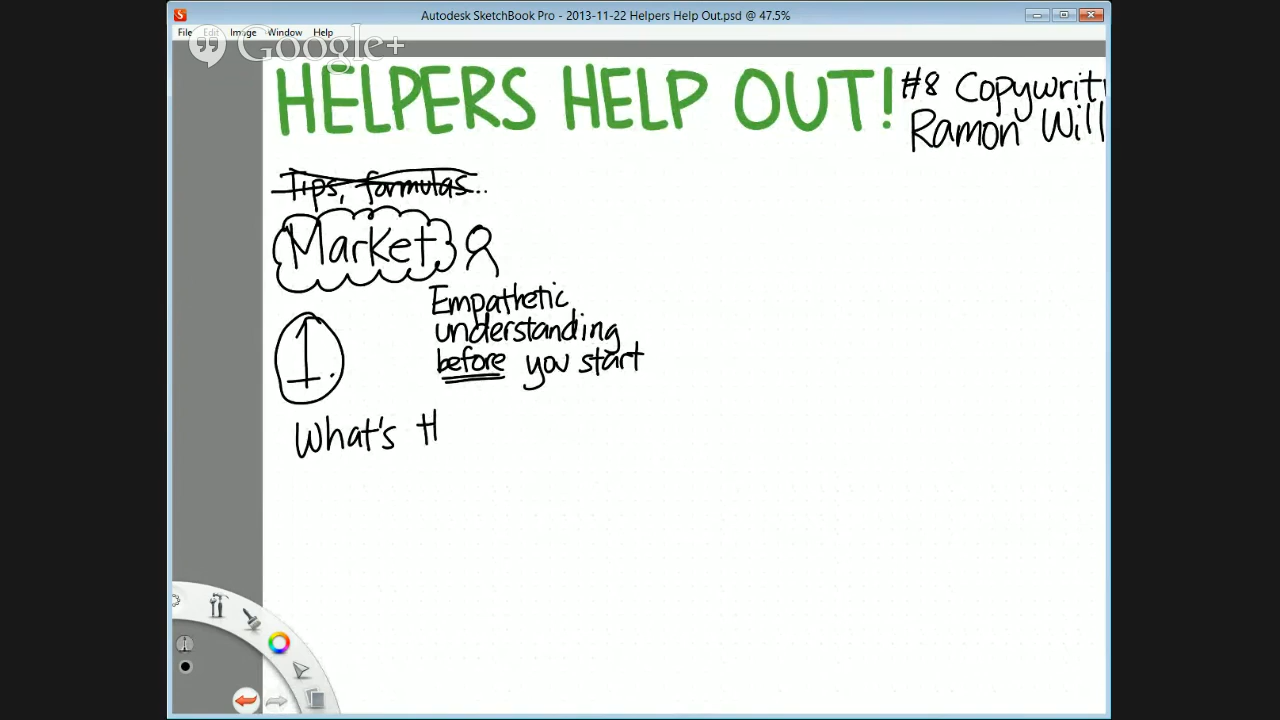 Autodesk SketchBook Pro - 2013-11-22 Helpers Help Out.psd @ 47.5%
File Edit Image Window Help
Google+
HELPERS HELP OUT!
#8 Copywriti
Ramon Will
Tips, formulas...
Market
Empathetic
understanding
before you start
1.
What's H